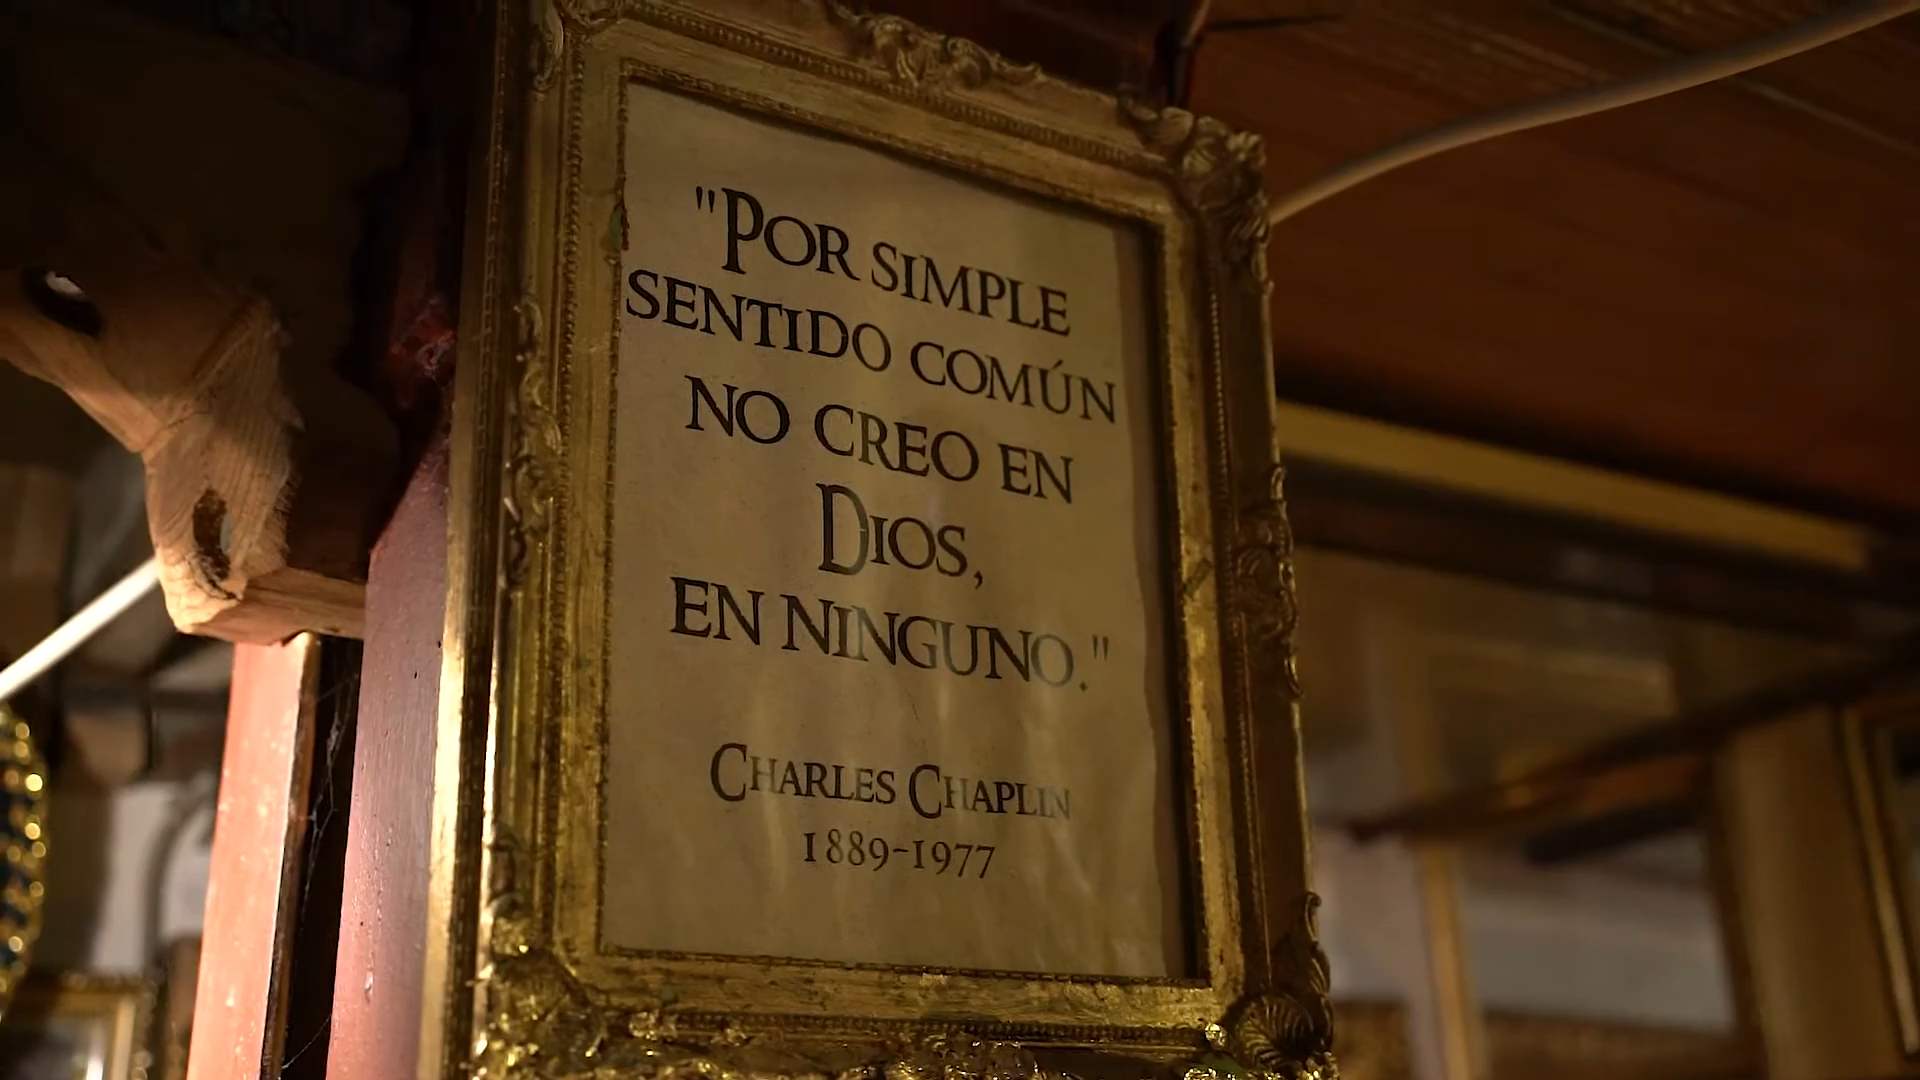 "POR SIMPLE
SENTIDO COMÚN
NO CREO EN
DIOS,
EN NINGUNO."
CHARLES CHAPLIN
1889-1977